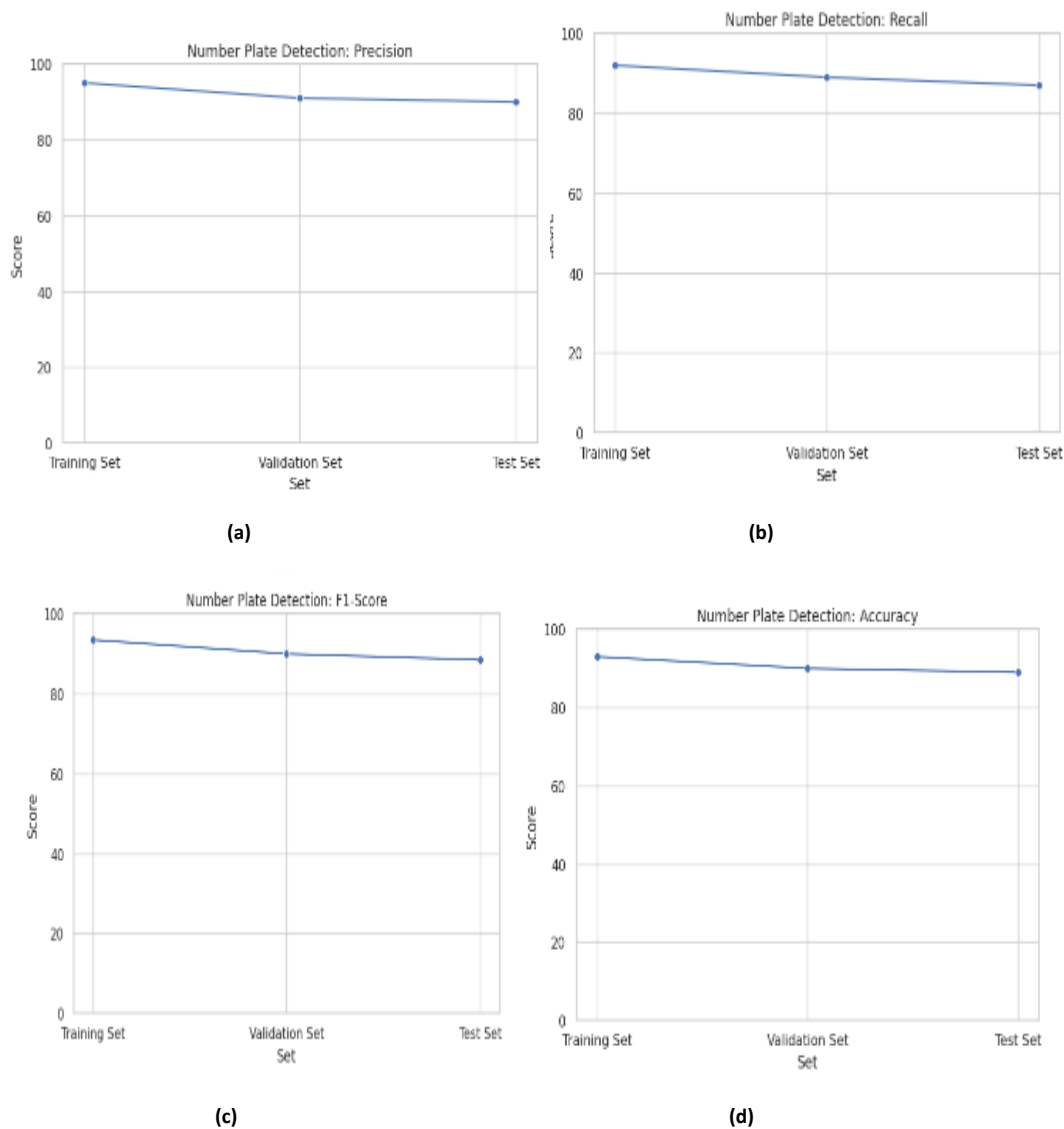 Number Plate Detection: Precision
100
80
60
40
20
0
Score
Training Set
Validation Set
Test Set
Set
(a)
Number Plate Detection: Recall
100
80
60
40
20
0
Training Set
Validation Set
Test Set
Set
(b)
Number Plate Detection: F1-Score
100
80
60
40
20
0
Score
Training Set
Validation Set
Test Set
Set
(c)
Number Plate Detection: Accuracy
100
80
60
40
20
0
Score
Training Set
Validation Set
Test Set
Set
(d)